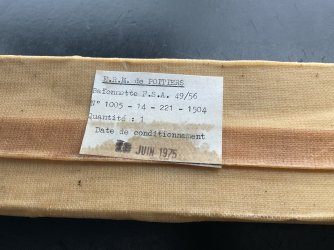 E.R.M. de POITIERS
Baïonnette F.S.A. 49/56
N° 1005 - 14 - 221 - 1504
Quantité : 1
Date de conditionnement
JUIN 1975